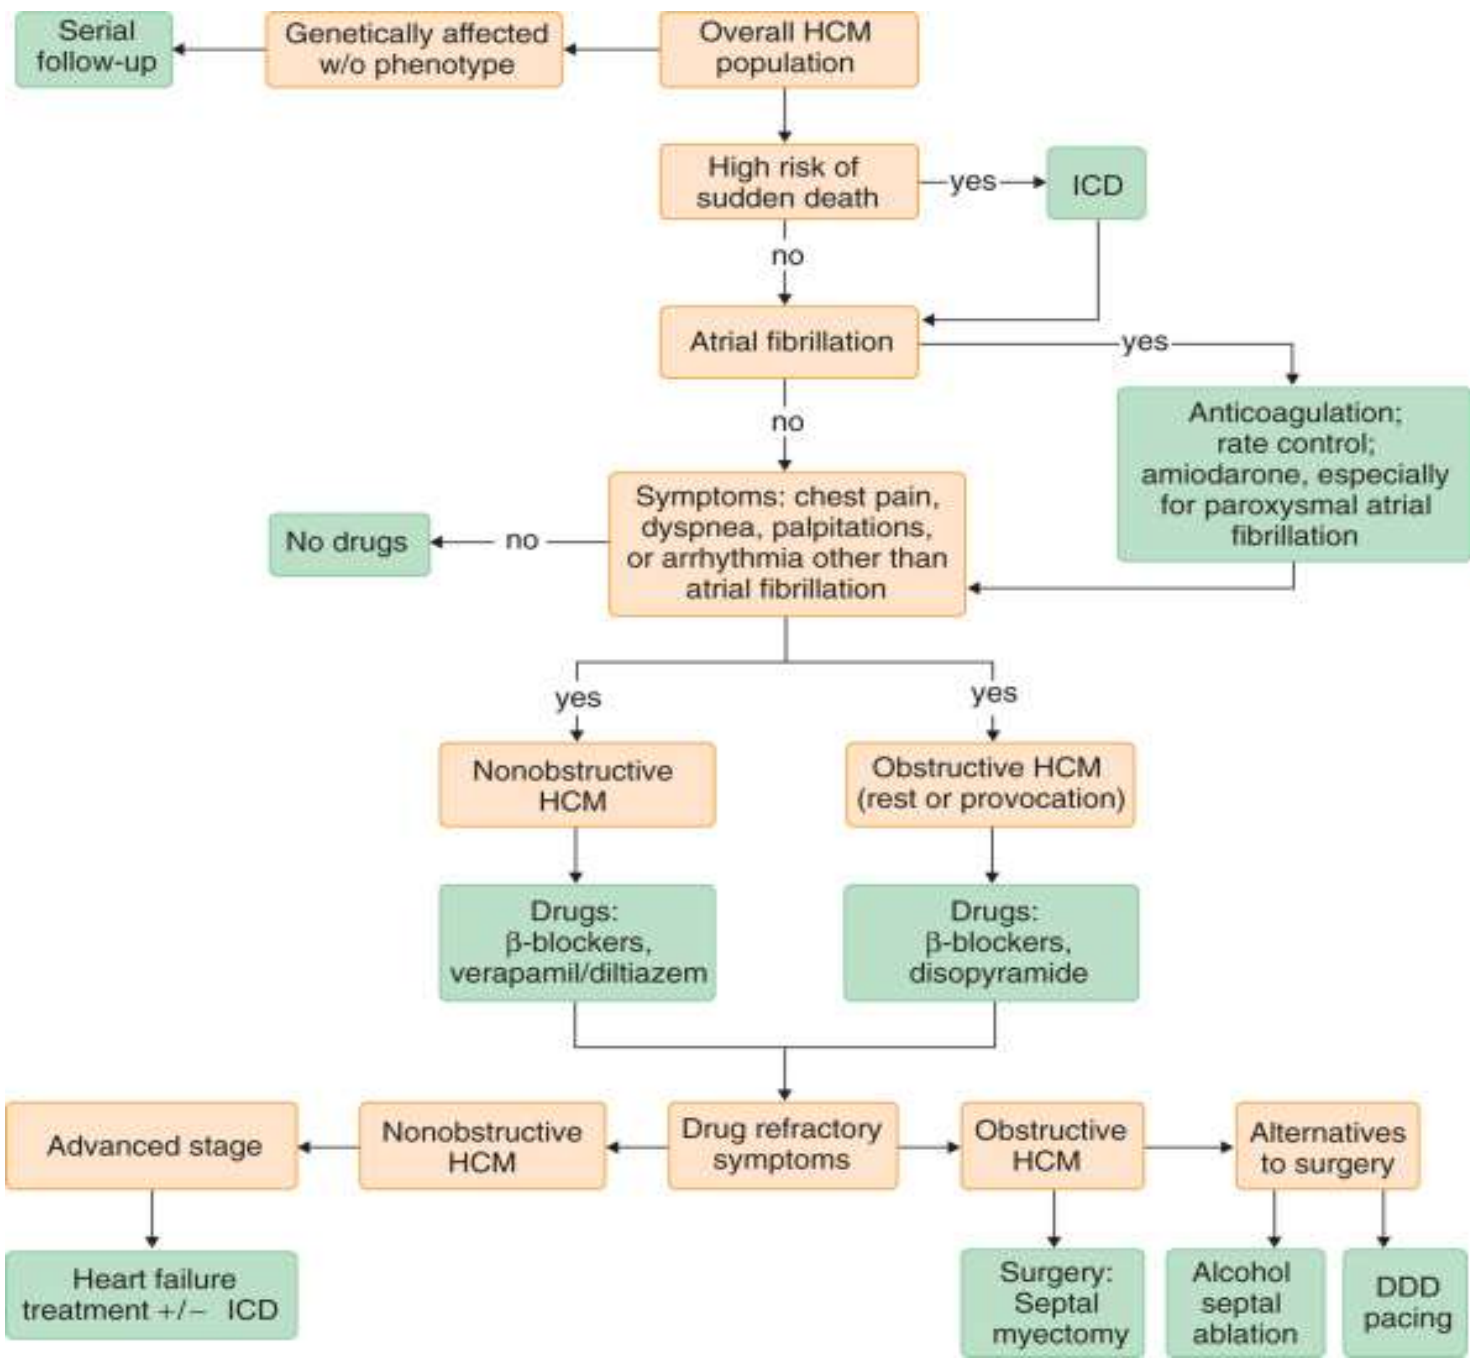 Serial
follow-up
Genetically affected
w/o phenotype
Overall HCM
population
High risk of
sudden death
yes
ICD
no
Atrial fibrillation
yes
no
Anticoagulation;
rate control;
amiodarone, especially
for paroxysmal atrial
fibrillation
Symptoms: chest pain,
dyspnea, palpitations,
or arrhythmia other than
atrial fibrillation
no
No drugs
yes
yes
Nonobstructive
HCM
Obstructive HCM
(rest or provocation)
Drugs:
β-blockers,
verapamil/diltiazem
Drugs:
β-blockers,
disopyramide
Advanced stage
Nonobstructive
HCM
Drug refractory
symptoms
Obstructive
HCM
Alternatives
to surgery
Heart failure
treatment +/− ICD
Surgery:
Septal
myectomy
Alcohol
septal
ablation
DDD
pacing